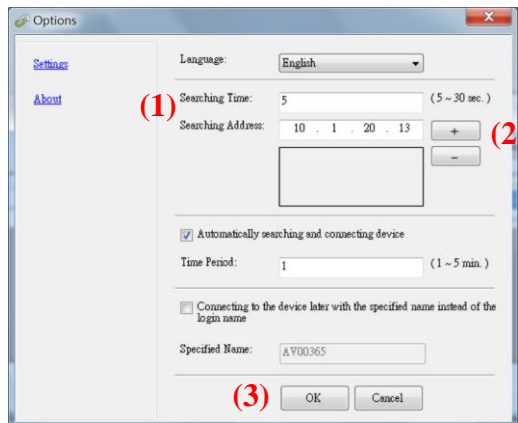 Options
Settings
About
Language: English
(1) Searching Time: 5 (5 ~ 30 sec. )
Searching Address: 10 . 1 . 20 . 13 + (2
–
Automatically searching and connecting device
Time Period: 1 (1 ~ 5 min. )
Connecting to the device later with the specified name instead of the
login name
Specified Name: AV00365
(3) OK Cancel